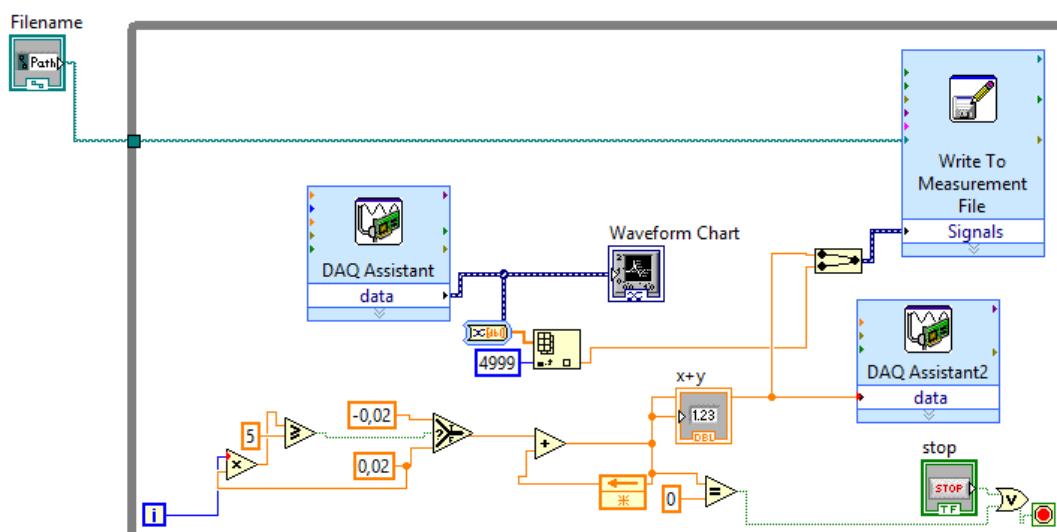 Filename
Path
Write To
Measurement
File
Signals
DAQ Assistant
data
Waveform Chart
[dbl]
4999
DAQ Assistant2
data
x+y
1.23
DBL
-0,02
5
0,02
0
stop
STOP
TF
i